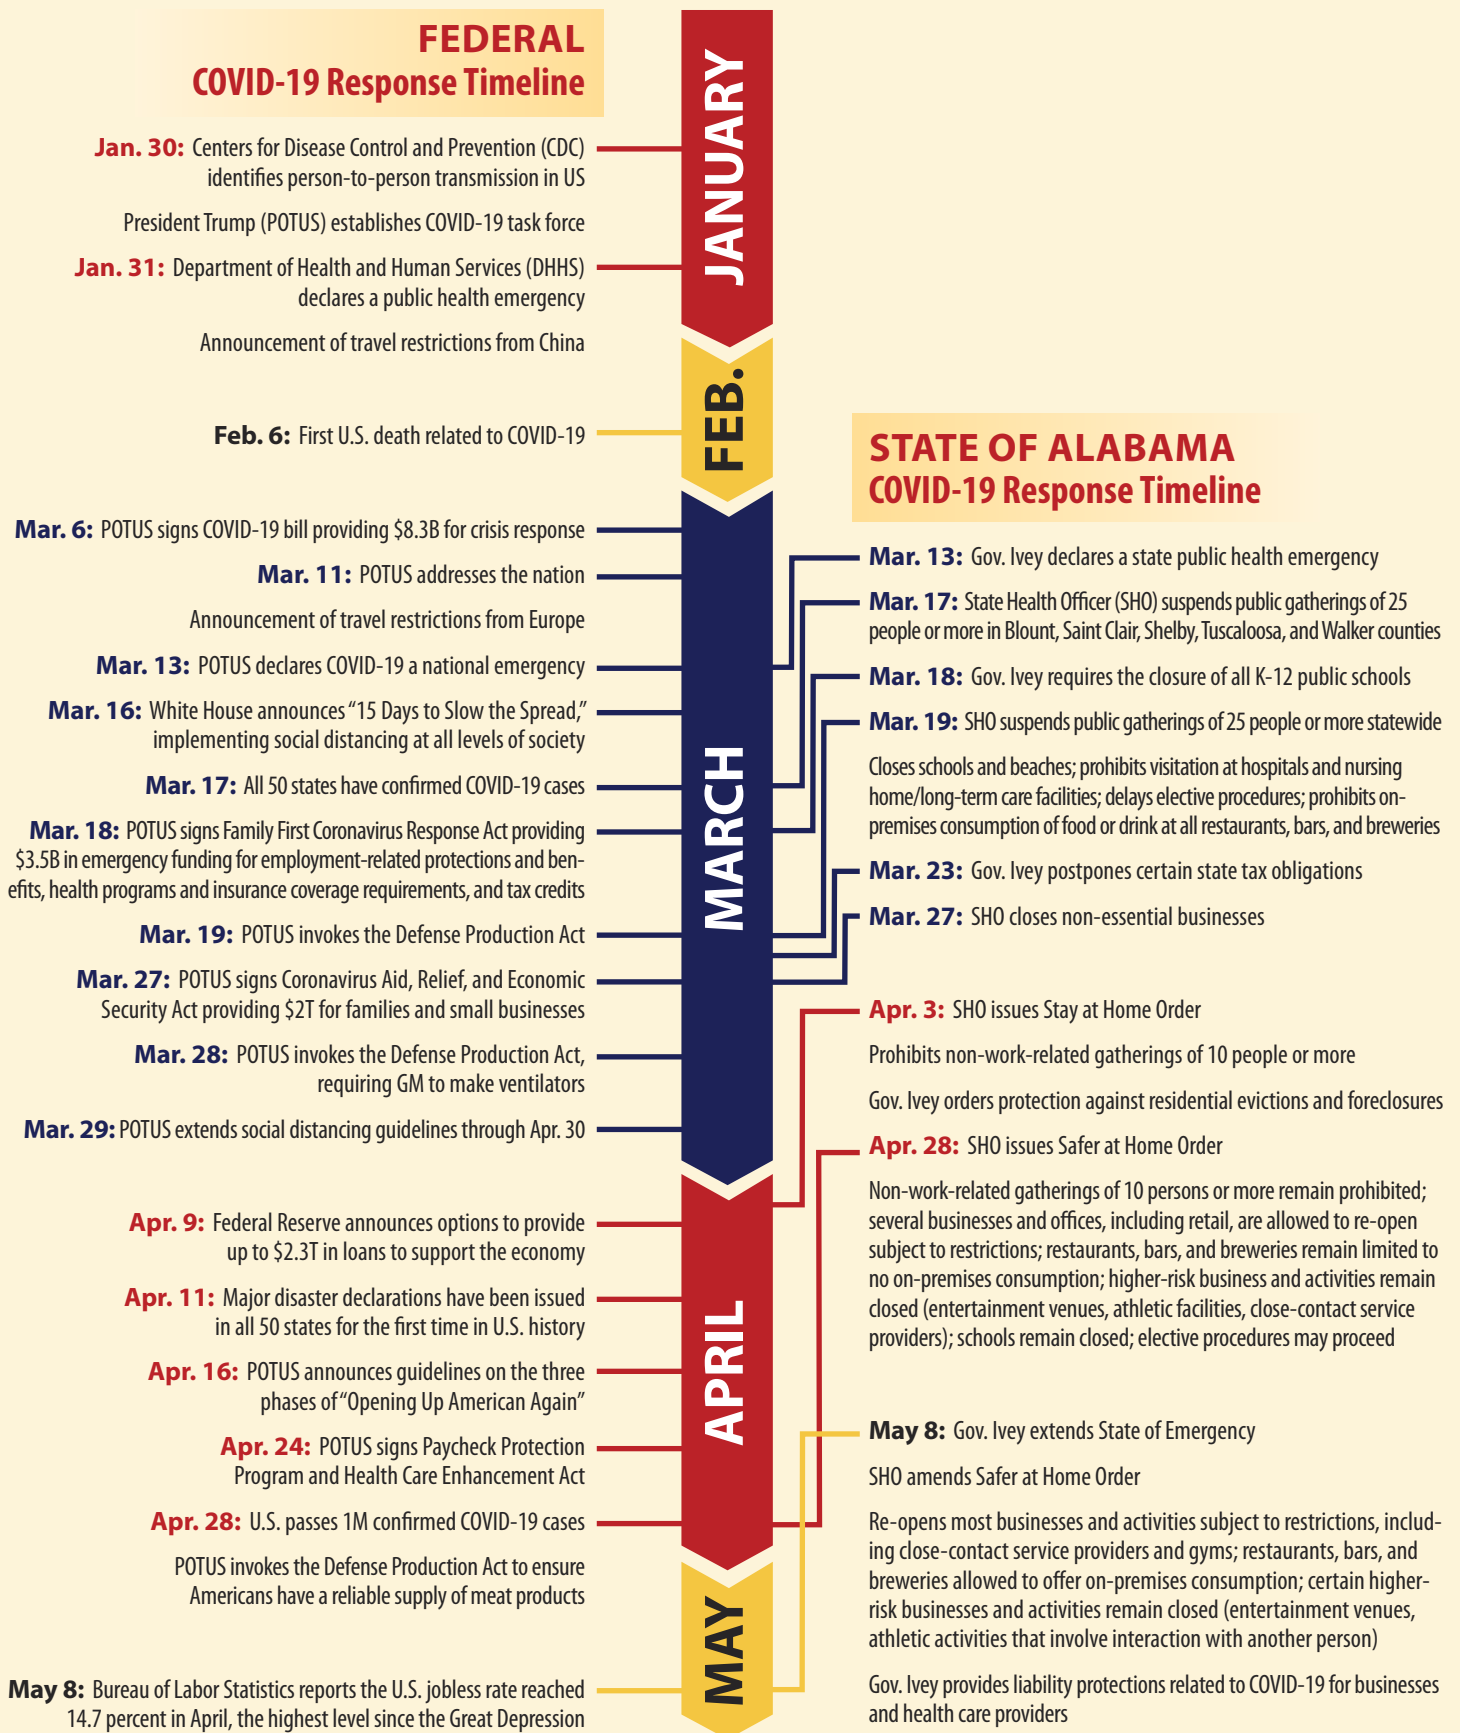 FEDERAL
COVID-19 Response Timeline
Jan. 30: Centers for Disease Control and Prevention (CDC)
identifies person-to-person transmission in US
President Trump (POTUS) establishes COVID-19 task force
Jan. 31: Department of Health and Human Services (DHHS)
declares a public health emergency
Announcement of travel restrictions from China
Feb. 6: First U.S. death related to COVID-19
Mar. 6: POTUS signs COVID-19 bill providing $8.3B for crisis response
Mar. 11: POTUS addresses the nation
Announcement of travel restrictions from Europe
Mar. 13: POTUS declares COVID-19 a national emergency
Mar. 16: White House announces “15 Days to Slow the Spread,”
implementing social distancing at all levels of society
Mar. 17: All 50 states have confirmed COVID-19 cases
Mar. 18: POTUS signs Family First Coronavirus Response Act providing
$3.5B in emergency funding for employment-related protections and ben-
efits, health programs and insurance coverage requirements, and tax credits
Mar. 19: POTUS invokes the Defense Production Act
Mar. 27: POTUS signs Coronavirus Aid, Relief, and Economic
Security Act providing $2T for families and small businesses
Mar. 28: POTUS invokes the Defense Production Act,
requiring GM to make ventilators
Mar. 29: POTUS extends social distancing guidelines through Apr. 30
Apr. 9: Federal Reserve announces options to provide
up to $2.3T in loans to support the economy
Apr. 11: Major disaster declarations have been issued
in all 50 states for the first time in U.S. history
Apr. 16: POTUS announces guidelines on the three
phases of “Opening Up American Again”
Apr. 24: POTUS signs Paycheck Protection
Program and Health Care Enhancement Act
Apr. 28: U.S. passes 1M confirmed COVID-19 cases
POTUS invokes the Defense Production Act to ensure
Americans have a reliable supply of meat products
May 8: Bureau of Labor Statistics reports the U.S. jobless rate reached
14.7 percent in April, the highest level since the Great Depression
JANUARY
FEB.
MARCH
APRIL
MAY
STATE OF ALABAMA
COVID-19 Response Timeline
Mar. 13: Gov. Ivey declares a state public health emergency
Mar. 17: State Health Officer (SHO) suspends public gatherings of 25
people or more in Blount, Saint Clair, Shelby, Tuscaloosa, and Walker counties
Mar. 18: Gov. Ivey requires the closure of all K-12 public schools
Mar. 19: SHO suspends public gatherings of 25 people or more statewide
Closes schools and beaches; prohibits visitation at hospitals and nursing
home/long-term care facilities; delays elective procedures; prohibits on-
premises consumption of food or drink at all restaurants, bars, and breweries
Mar. 23: Gov. Ivey postpones certain state tax obligations
Mar. 27: SHO closes non-essential businesses
Apr. 3: SHO issues Stay at Home Order
Prohibits non-work-related gatherings of 10 people or more
Gov. Ivey orders protection against residential evictions and foreclosures
Apr. 28: SHO issues Safer at Home Order
Non-work-related gatherings of 10 persons or more remain prohibited;
several businesses and offices, including retail, are allowed to re-open
subject to restrictions; restaurants, bars, and breweries remain limited to
no on-premises consumption; higher-risk business and activities remain
closed (entertainment venues, athletic facilities, close-contact service
providers); schools remain closed; elective procedures may proceed
May 8: Gov. Ivey extends State of Emergency
SHO amends Safer at Home Order
Re-opens most businesses and activities subject to restrictions, includ-
ing close-contact service providers and gyms; restaurants, bars, and
breweries allowed to offer on-premises consumption; certain higher-
risk businesses and activities remain closed (entertainment venues,
athletic activities that involve interaction with another person)
Gov. Ivey provides liability protections related to COVID-19 for businesses
and health care providers